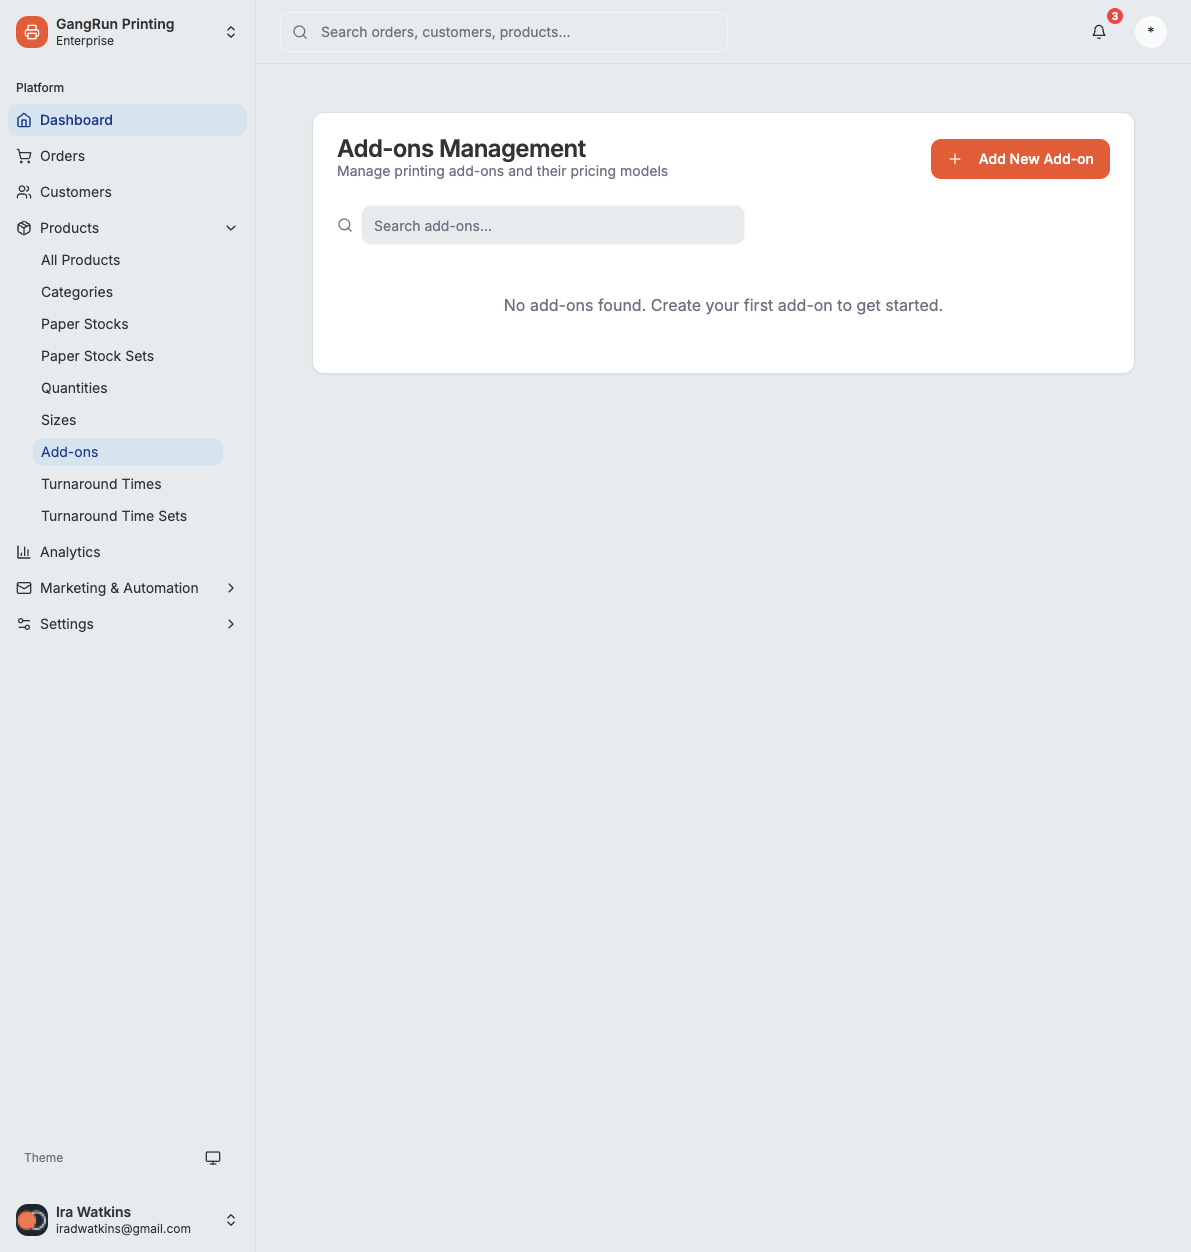 GangRun Printing
Enterprise
Platform
Dashboard
Orders
Customers
Products
All Products
Categories
Paper Stocks
Paper Stock Sets
Quantities
Sizes
Add-ons
Turnaround Times
Turnaround Time Sets
Analytics
Marketing & Automation
Settings
Theme
Ira Watkins
iradwatkins@gmail.com
Search orders, customers, products...
3
*
Add-ons Management
Manage printing add-ons and their pricing models
Add New Add-on
Search add-ons...
No add-ons found. Create your first add-on to get started.